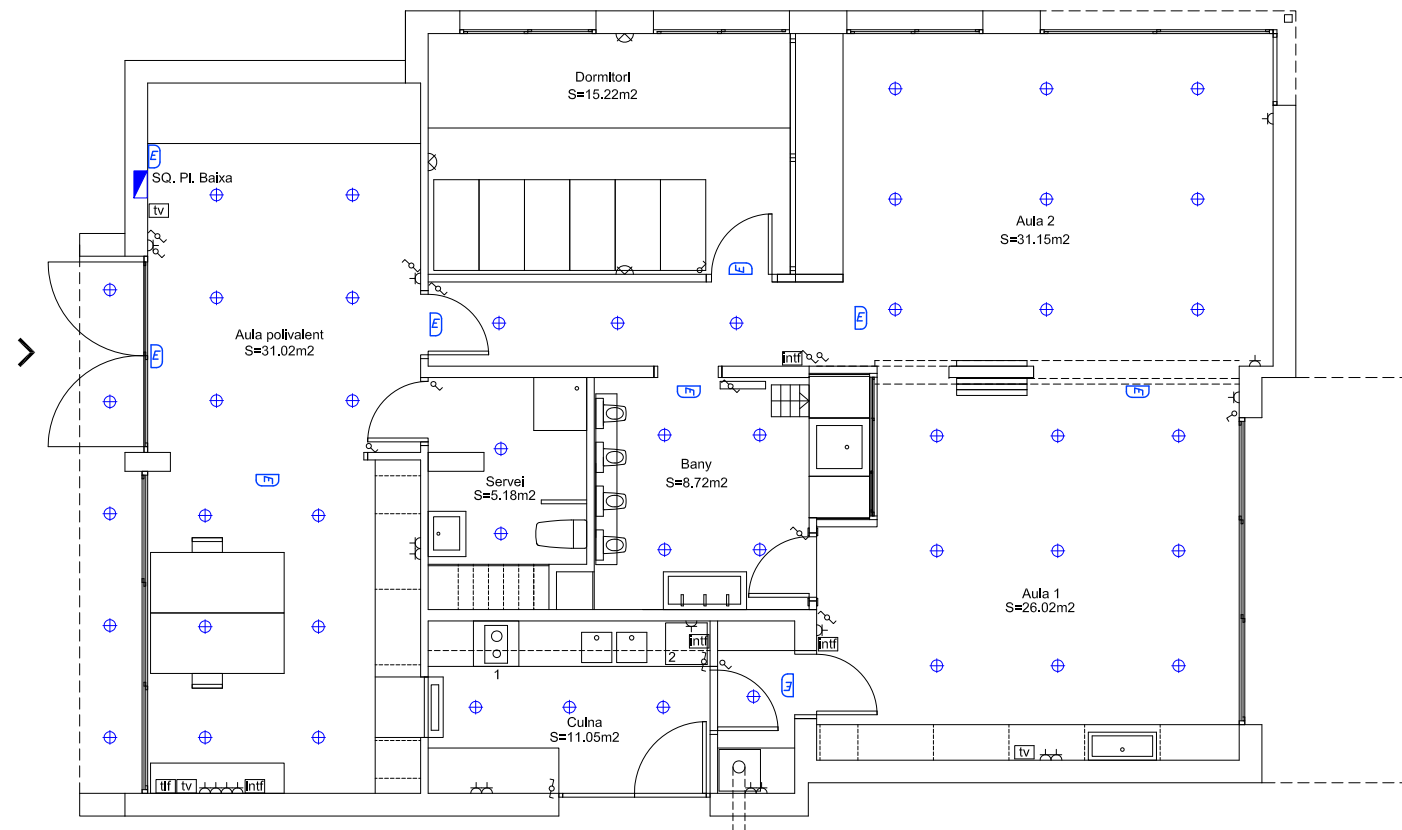 Dormitori
S=15.22m2
E
SQ. Pl. Baixa
tv
Aula 2
S=31.15m2
E
E
E
Aula polivalent
S=31.02m2
E
intf
E
E
Bany
S=8.72m2
E
Servei
S=5.18m2
Aula 1
S=26.02m2
intf
intf
2
1
E
Cuina
S=11.05m2
tv
tlf tv intf